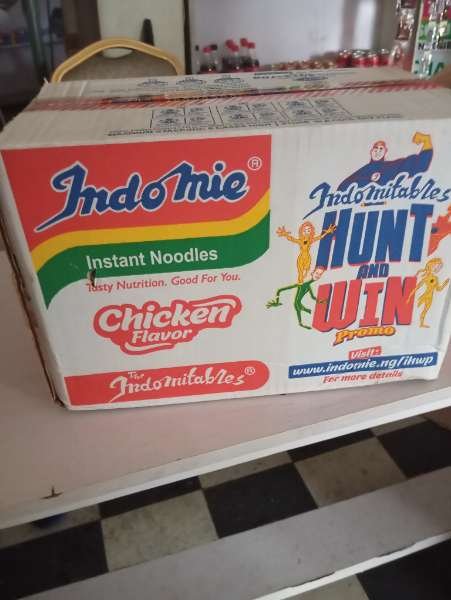 Indomie®
Instant Noodles
Tasty Nutrition. Good For You.
Chicken
Flavor
The
Indomitables®
Indomitables
HUNT
AND
WIN
Promo
Visit:
www.indomie.ng/ihwp
For more details